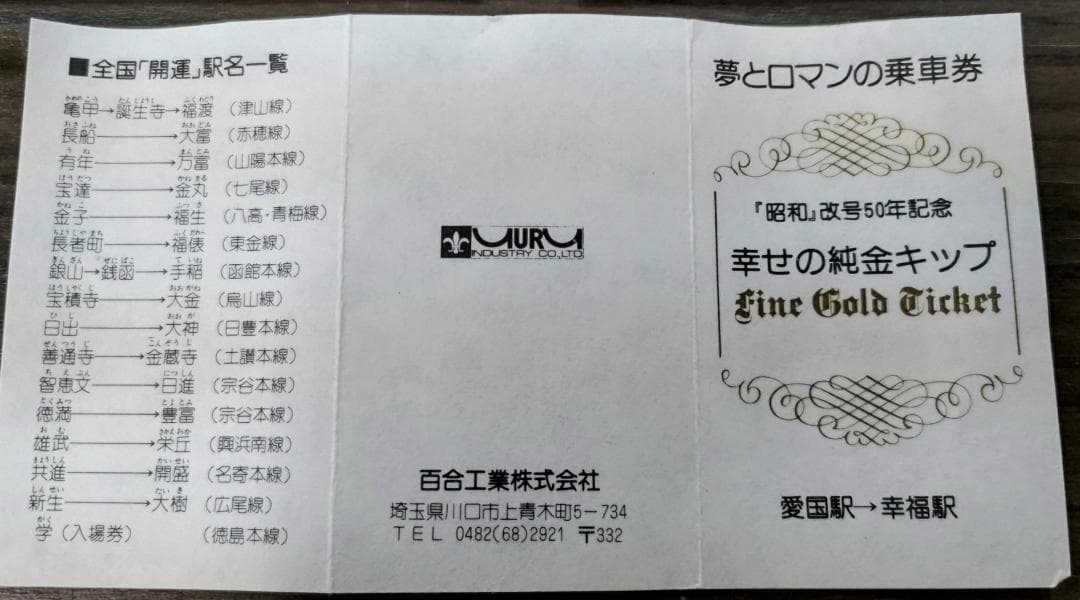 ■全国「開運」駅名一覧
亀甲→誕生寺→福渡 (津山線)
長船→大富 (赤穂線)
有年→万富 (山陽本線)
宝達→金丸 (七尾線)
金子→福生 (八高・青梅線)
長者町→福俵 (東金線)
銀山→銭函→手稲 (函館本線)
宝積寺→大金 (烏山線)
日出→大神 (日豊本線)
善通寺→金蔵寺 (土讃本線)
智恵文→日進 (宗谷本線)
徳満→豊富 (宗谷本線)
雄武→栄丘 (興浜南線)
共進→開盛 (名寄本線)
新生→大樹 (広尾線)
学 (入場券) (徳島本線)
INDUSTRY CO.,LTD.
百合工業株式会社
埼玉県川口市上青木町5-734
TEL 0482(68)2921 〒332
夢とロマンの乗車券
『昭和』改号50年記念
幸せの純金キップ
Fine Gold Ticket
愛国駅→幸福駅